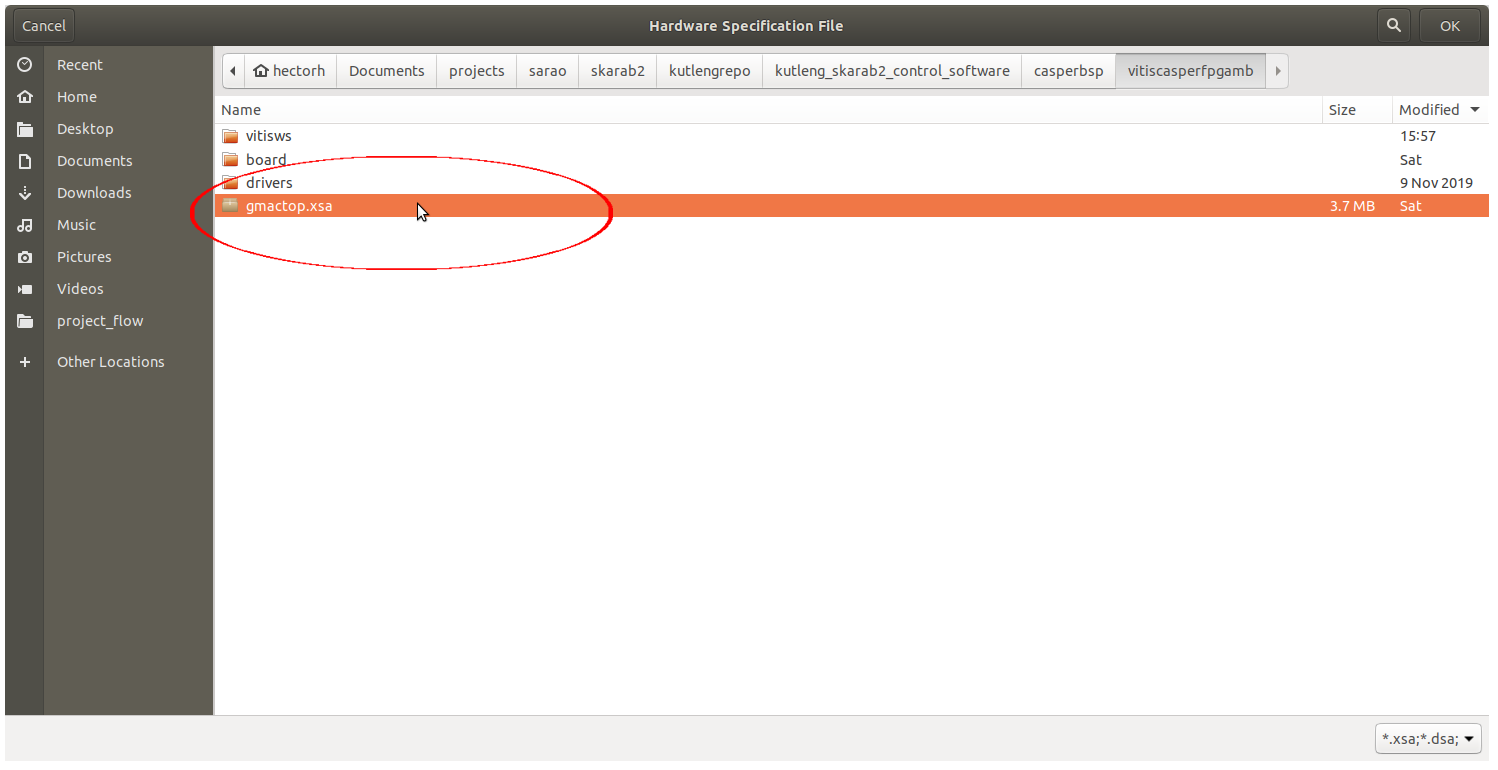 Cancel Hardware Specification File OK
Recent
Home
Desktop
Documents
Downloads
Music
Pictures
Videos
project_flow
Other Locations
hectorh Documents projects sarao skarab2 kutlengrepo kutleng_skarab2_control_software casperbsp vitiscasperfpgamb
Name Size Modified
vitisws 15:57
board Sat
drivers 9 Nov 2019
gmactop.xsa 3.7 MB Sat
*.xsa;*.dsa;